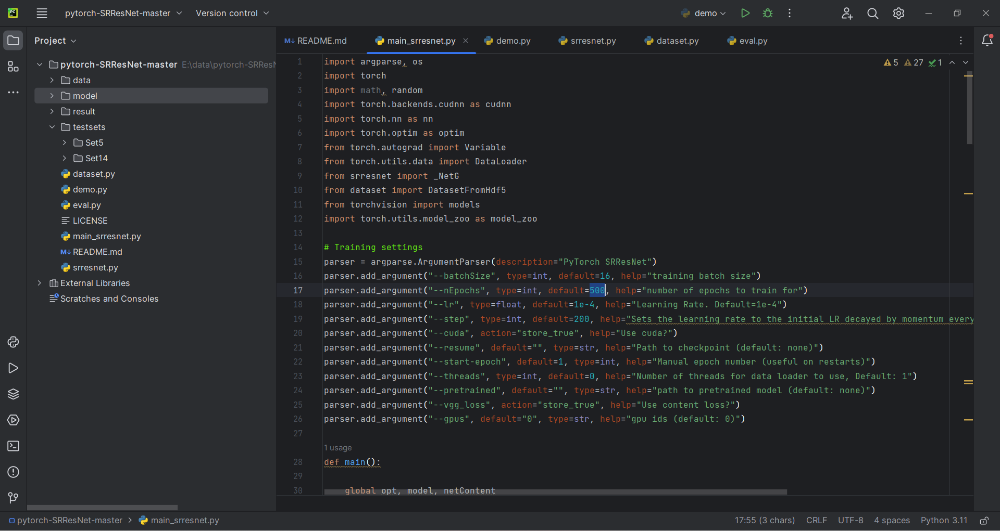 pytorch-SRResNet-master
Version control
demo
Project
README.md
main_srresnet.py
demo.py
srresnet.py
dataset.py
eval.py
pytorch-SRResNet-master E:\data\pytorch-SRResN
data
model
result
testsets
Set5
Set14
dataset.py
demo.py
eval.py
LICENSE
main_srresnet.py
README.md
srresnet.py
External Libraries
Scratches and Consoles
5 27 1
1 import argparse, os
2 import torch
3 import math, random
4 import torch.backends.cudnn as cudnn
5 import torch.nn as nn
6 import torch.optim as optim
7 from torch.autograd import Variable
8 from torch.utils.data import DataLoader
9 from srresnet import _NetG
10 from dataset import DatasetFromHdf5
11 from torchvision import models
12 import torch.utils.model_zoo as model_zoo
13
14 # Training settings
15 parser = argparse.ArgumentParser(description="PyTorch SRResNet")
16 parser.add_argument("--batchSize", type=int, default=16, help="training batch size")
17 parser.add_argument("--nEpochs", type=int, default=500, help="number of epochs to train for")
18 parser.add_argument("--lr", type=float, default=1e-4, help="Learning Rate. Default=1e-4")
19 parser.add_argument("--step", type=int, default=200, help="Sets the learning rate to the initial LR decayed by momentum every
20 parser.add_argument("--cuda", action="store_true", help="Use cuda?")
21 parser.add_argument("--resume", default="", type=str, help="Path to checkpoint (default: none)")
22 parser.add_argument("--start-epoch", default=1, type=int, help="Manual epoch number (useful on restarts)")
23 parser.add_argument("--threads", type=int, default=0, help="Number of threads for data loader to use, Default: 1")
24 parser.add_argument("--pretrained", default="", type=str, help="path to pretrained model (default: none)")
25 parser.add_argument("--vgg_loss", action="store_true", help="Use content loss?")
26 parser.add_argument("--gpus", default="0", type=str, help="gpu ids (default: 0)")
27
1 usage
28 def main():
29
30 global opt, model, netContent
pytorch-SRResNet-master > main_srresnet.py
17:55 (3 chars) CRLF UTF-8 4 spaces Python 3.11